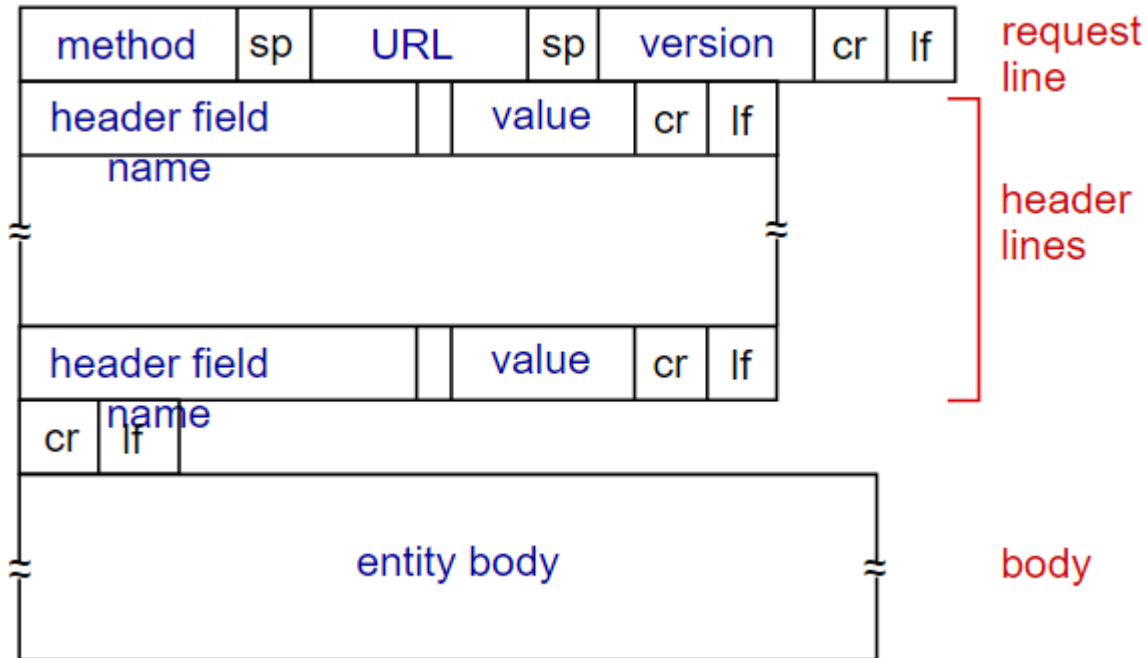 method sp URL sp version cr lf
request
line
header field
name
value cr lf
header
lines
header field
name
value cr lf
cr lf
entity body
body